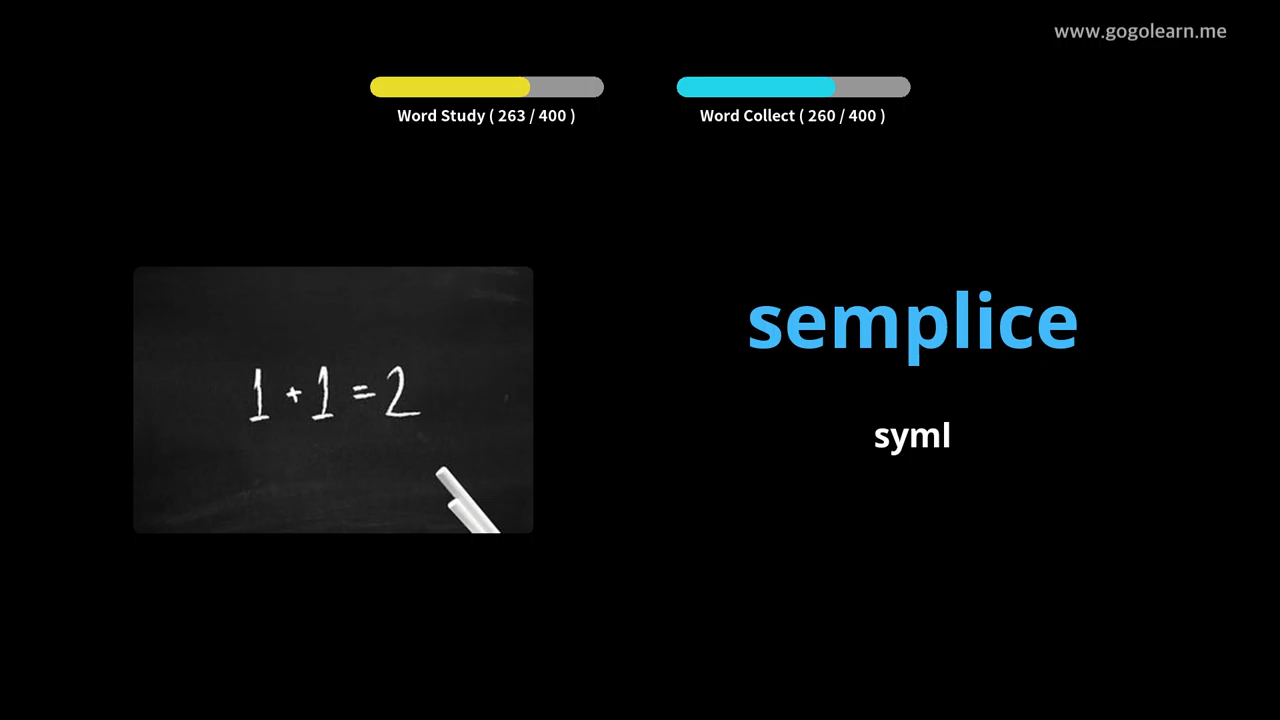 www.gogolearn.me
Word Study ( 263 / 400 )
Word Collect ( 260 / 400 )
semplice
1 + 1 = 2
syml